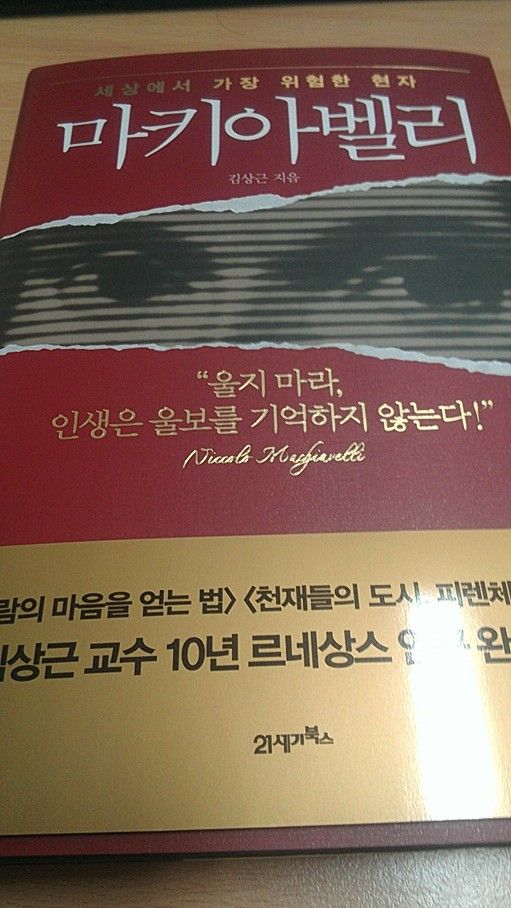 세상에서 가장 위험한 현자
마키아벨리
김상근 지음
“울지 마라,
인생은 울보를 기억하지 않는다!”
Niccolo Machiavelli
람의 마음을 얻는 법> <천재들의 도시, 피렌체
김상근 교수 10년 르네상스 완
21세기북스